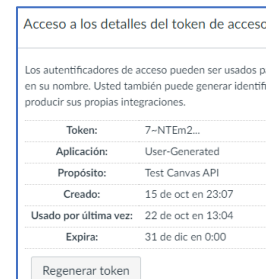 Acceso a los detalles del token de acceso
Los autentificadores de acceso pueden ser usados
en su nombre. Usted también puede generar
producir sus propias integraciones.
Token: 7~NTEm2...
Aplicación: User-Generated
Propósito: Test Canvas API
Creado: 15 de oct en 23:07
Usado por última vez: 22 de oct en 13:04
Expira: 31 de dic en 0:00
Regenerar token